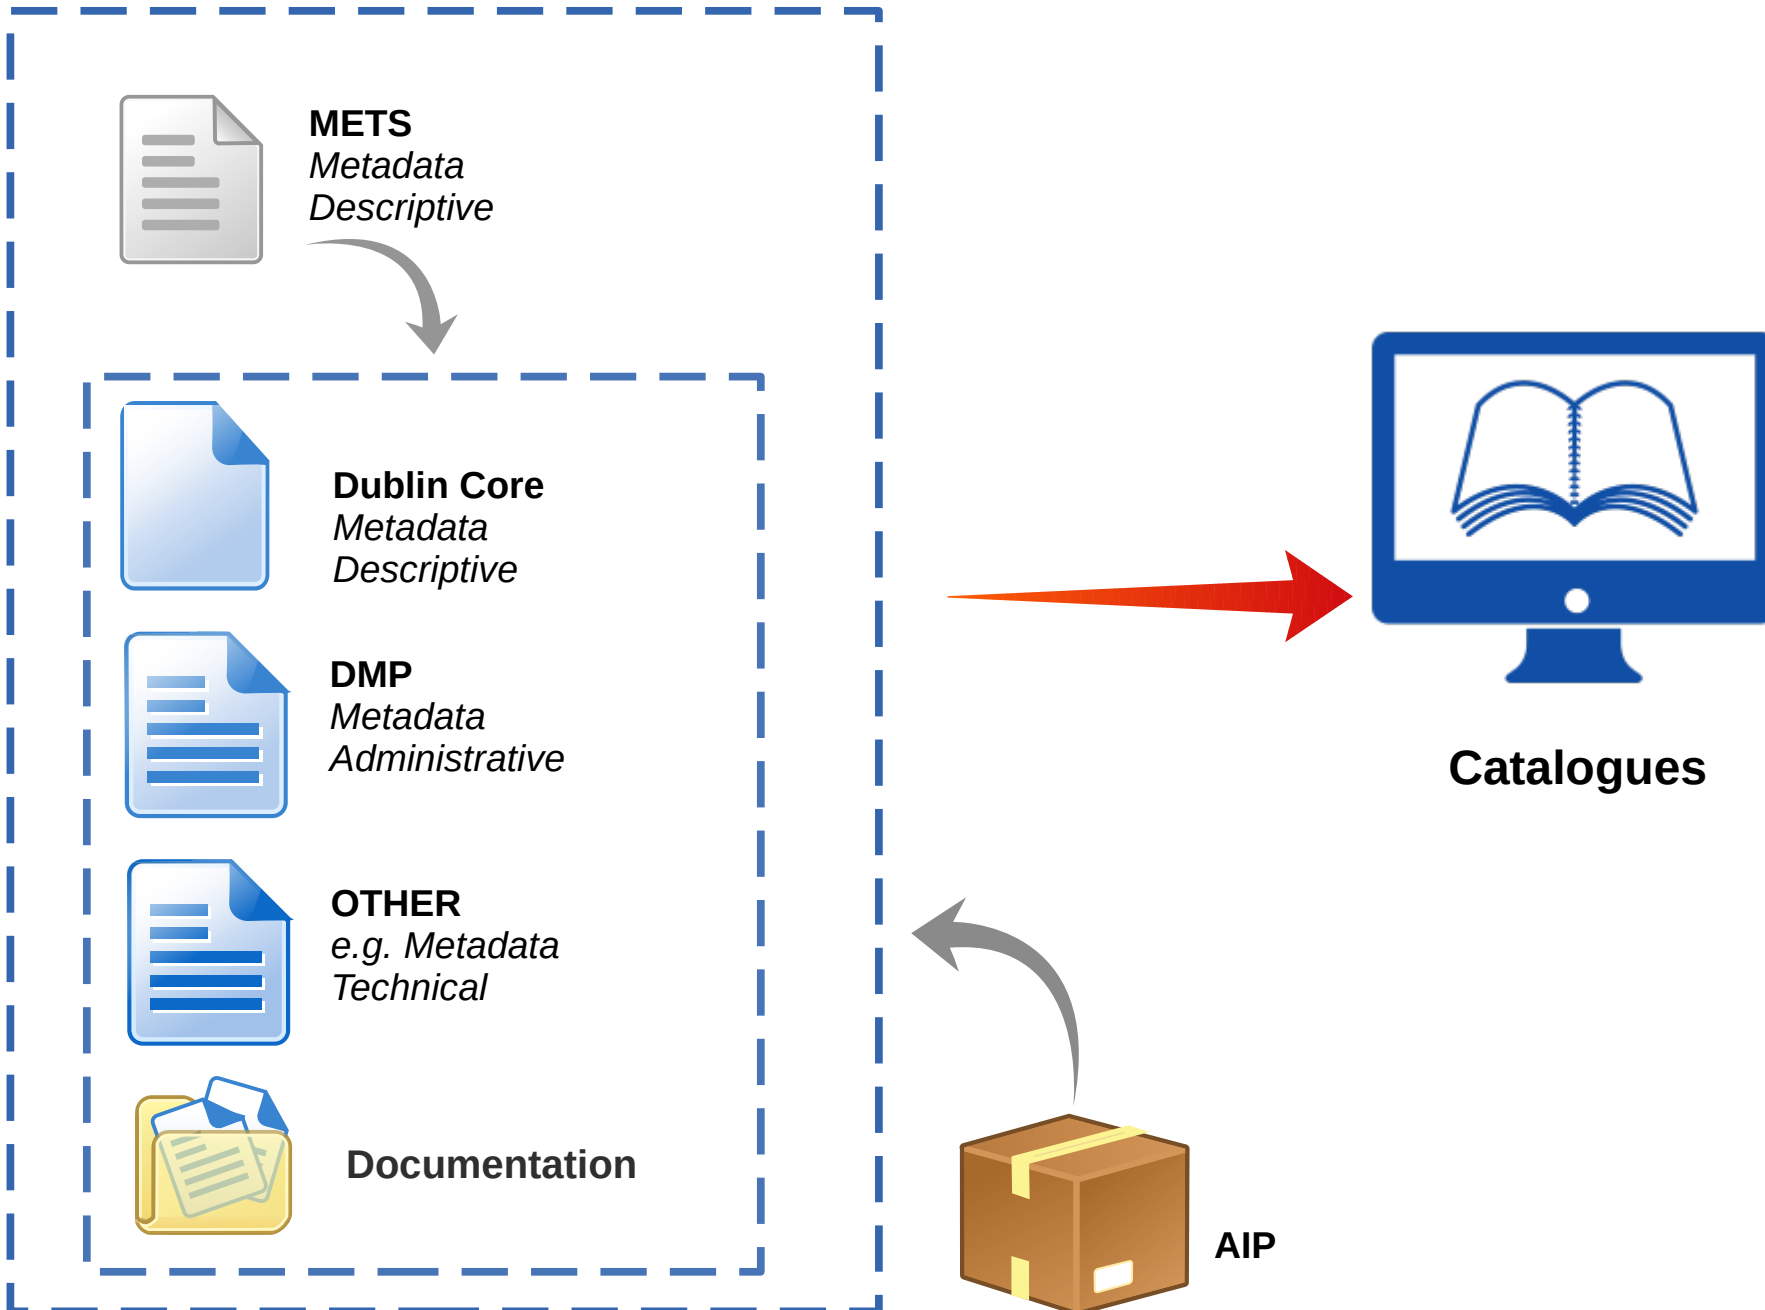 METS
Metadata
Descriptive
Dublin Core
Metadata
Descriptive
DMP
Metadata
Administrative
OTHER
e.g. Metadata
Technical
Documentation
Catalogues
AIP